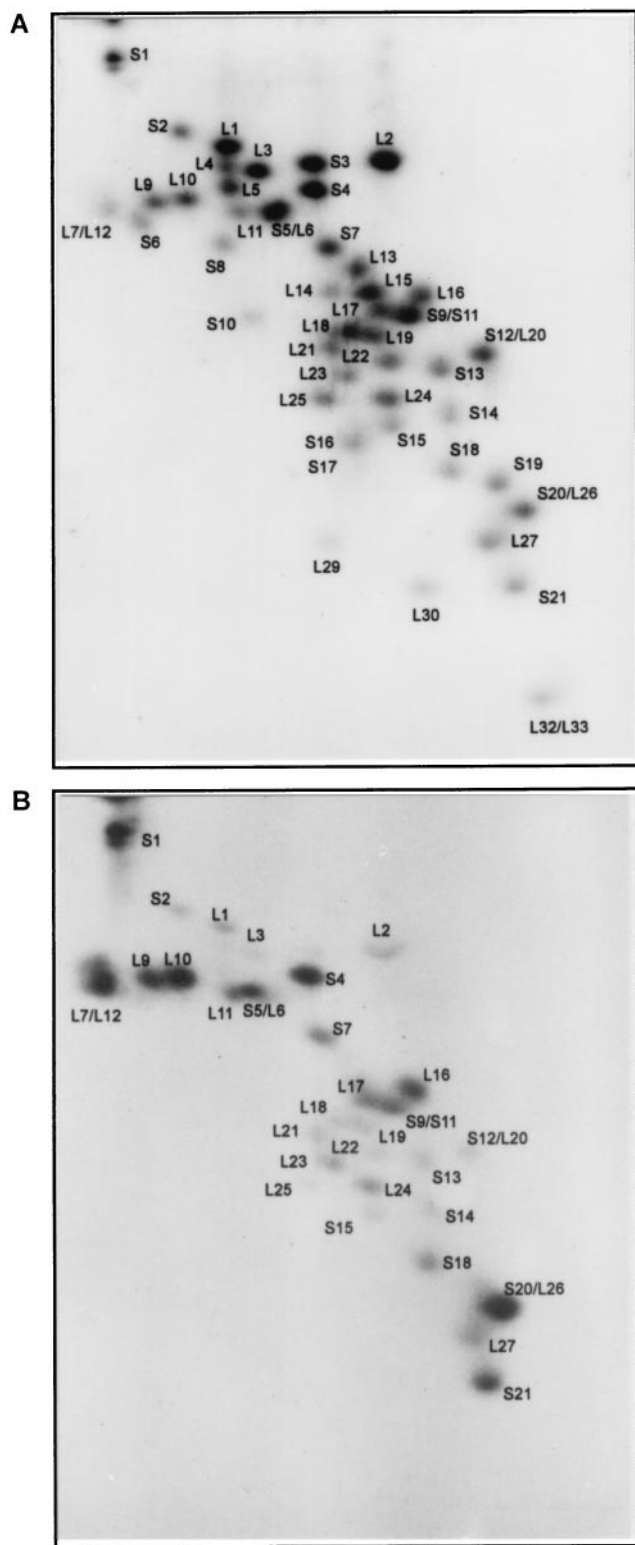 A
S1
S2
L1
L2
L4
L3
S3
L9 L10
L5
S4
L7/L12
S6
L11
S5/L6
S8
S7
L13
L14
L15
L16
S10
L17
S9/S11
L18
L19
S12/L20
L21
L22
L23
S13
L25
L24
S14
S16
S15
S17
S18
S19
S20/L26
L29
L27
L30
S21
L32/L33
B
S1
S2
L1
L3
L2
L9 L10
S4
L7/L12
L11
S5/L6
S7
L17
L16
L18
S9/S11
L21
L22
L19
S12/L20
L23
S13
L25
L24
S15
S14
S18
S20/L26
L27
S21